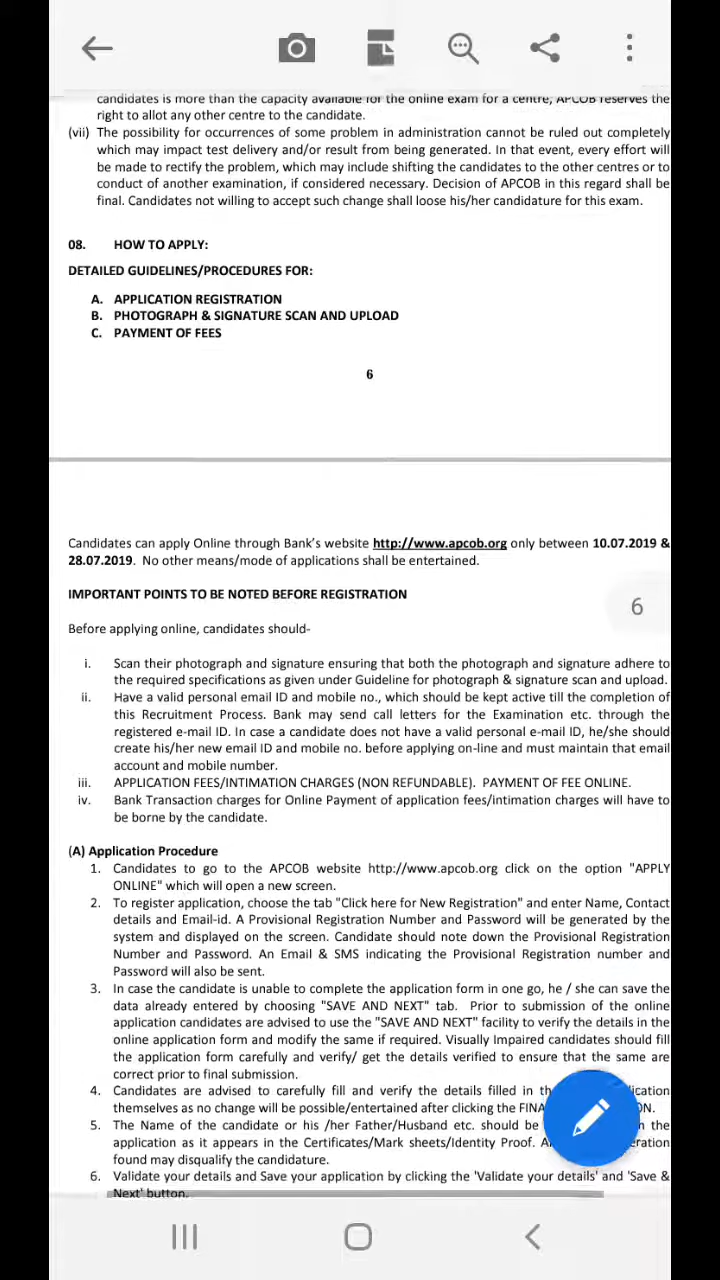 candidates is more than the capacity available for the online exam for a centre, APCOB reserves the
right to allot any other centre to the candidate.
(vii) The possibility for occurrences of some problem in administration cannot be ruled out completely
which may impact test delivery and/or result from being generated. In that event, every effort will
be made to rectify the problem, which may include shifting the candidates to the other centres or to
conduct of another examination, if considered necessary. Decision of APCOB in this regard shall be
final. Candidates not willing to accept such change shall loose his/her candidature for this exam.
08. HOW TO APPLY:
DETAILED GUIDELINES/PROCEDURES FOR:
A. APPLICATION REGISTRATION
B. PHOTOGRAPH & SIGNATURE SCAN AND UPLOAD
C. PAYMENT OF FEES
6
Candidates can apply Online through Bank's website http://www.apcob.org only between 10.07.2019 &
28.07.2019. No other means/mode of applications shall be entertained.
IMPORTANT POINTS TO BE NOTED BEFORE REGISTRATION
6
Before applying online, candidates should-
i. Scan their photograph and signature ensuring that both the photograph and signature adhere to
the required specifications as given under Guideline for photograph & signature scan and upload.
ii. Have a valid personal email ID and mobile no., which should be kept active till the completion of
this Recruitment Process. Bank may send call letters for the Examination etc. through the
registered e-mail ID. In case a candidate does not have a valid personal e-mail ID, he/she should
create his/her new email ID and mobile no. before applying on-line and must maintain that email
account and mobile number.
iii. APPLICATION FEES/INTIMATION CHARGES (NON REFUNDABLE). PAYMENT OF FEE ONLINE.
iv. Bank Transaction charges for Online Payment of application fees/intimation charges will have to
be borne by the candidate.
(A) Application Procedure
1. Candidates to go to the APCOB website http://www.apcob.org click on the option "APPLY
ONLINE" which will open a new screen.
2. To register application, choose the tab "Click here for New Registration" and enter Name, Contact
details and Email-id. A Provisional Registration Number and Password will be generated by the
system and displayed on the screen. Candidate should note down the Provisional Registration
Number and Password. An Email & SMS indicating the Provisional Registration number and
Password will also be sent.
3. In case the candidate is unable to complete the application form in one go, he / she can save the
data already entered by choosing "SAVE AND NEXT" tab. Prior to submission of the online
application candidates are advised to use the "SAVE AND NEXT" facility to verify the details in the
online application form and modify the same if required. Visually Impaired candidates should fill
the application form carefully and verify/ get the details verified to ensure that the same are
correct prior to final submission.
4. Candidates are advised to carefully fill and verify the details filled in th ication
themselves as no change will be possible/entertained after clicking the FINA ON.
5. The Name of the candidate or his /her Father/Husband etc. should be the
application as it appears in the Certificates/Mark sheets/Identity Proof. A eration
found may disqualify the candidature.
6. Validate your details and Save your application by clicking the 'Validate your details' and 'Save &
Next' button.